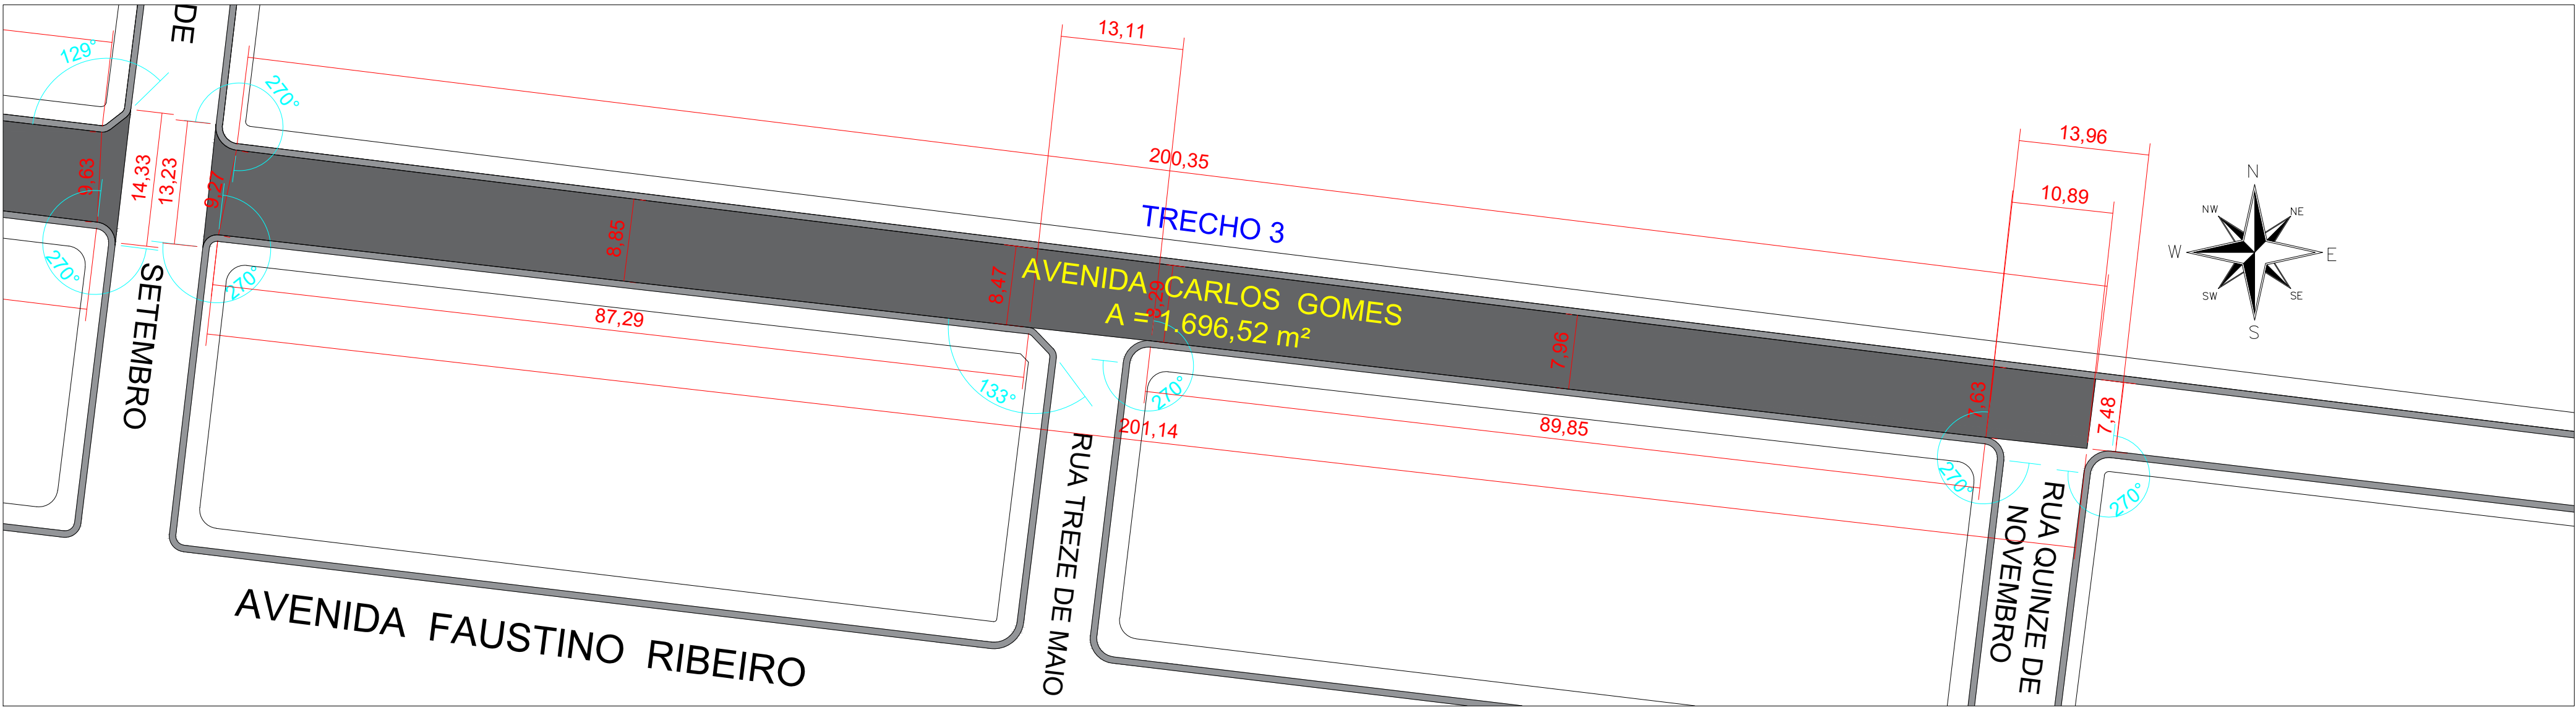 DE
129°
270°
13,11
200,35
13,96
10,89
TRECHO 3
9,63
14,33
13,23
9,27
8,85
8,47
AVENIDA CARLOS GOMES
A = 1.696,52 m²
8,29
7,96
7,63
7,48
N
NW
NE
W
E
SW
SE
S
270°
270°
SETEMBRO
87,29
133°
270°
201,14
89,85
270°
270°
RUA TREZE DE MAIO
RUA QUINZE DE
NOVEMBRO
AVENIDA FAUSTINO RIBEIRO